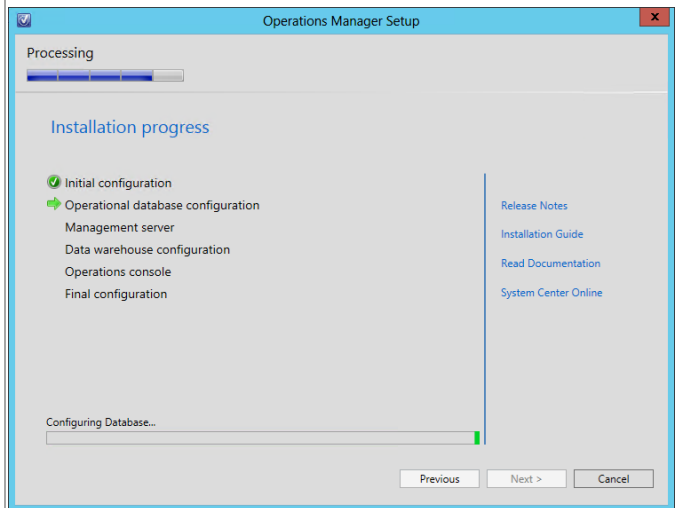 Operations Manager Setup
x
Processing
Installation progress
Initial configuration
Operational database configuration
Management server
Data warehouse configuration
Operations console
Final configuration
Release Notes
Installation Guide
Read Documentation
System Center Online
Configuring Database...
Previous
Next >
Cancel